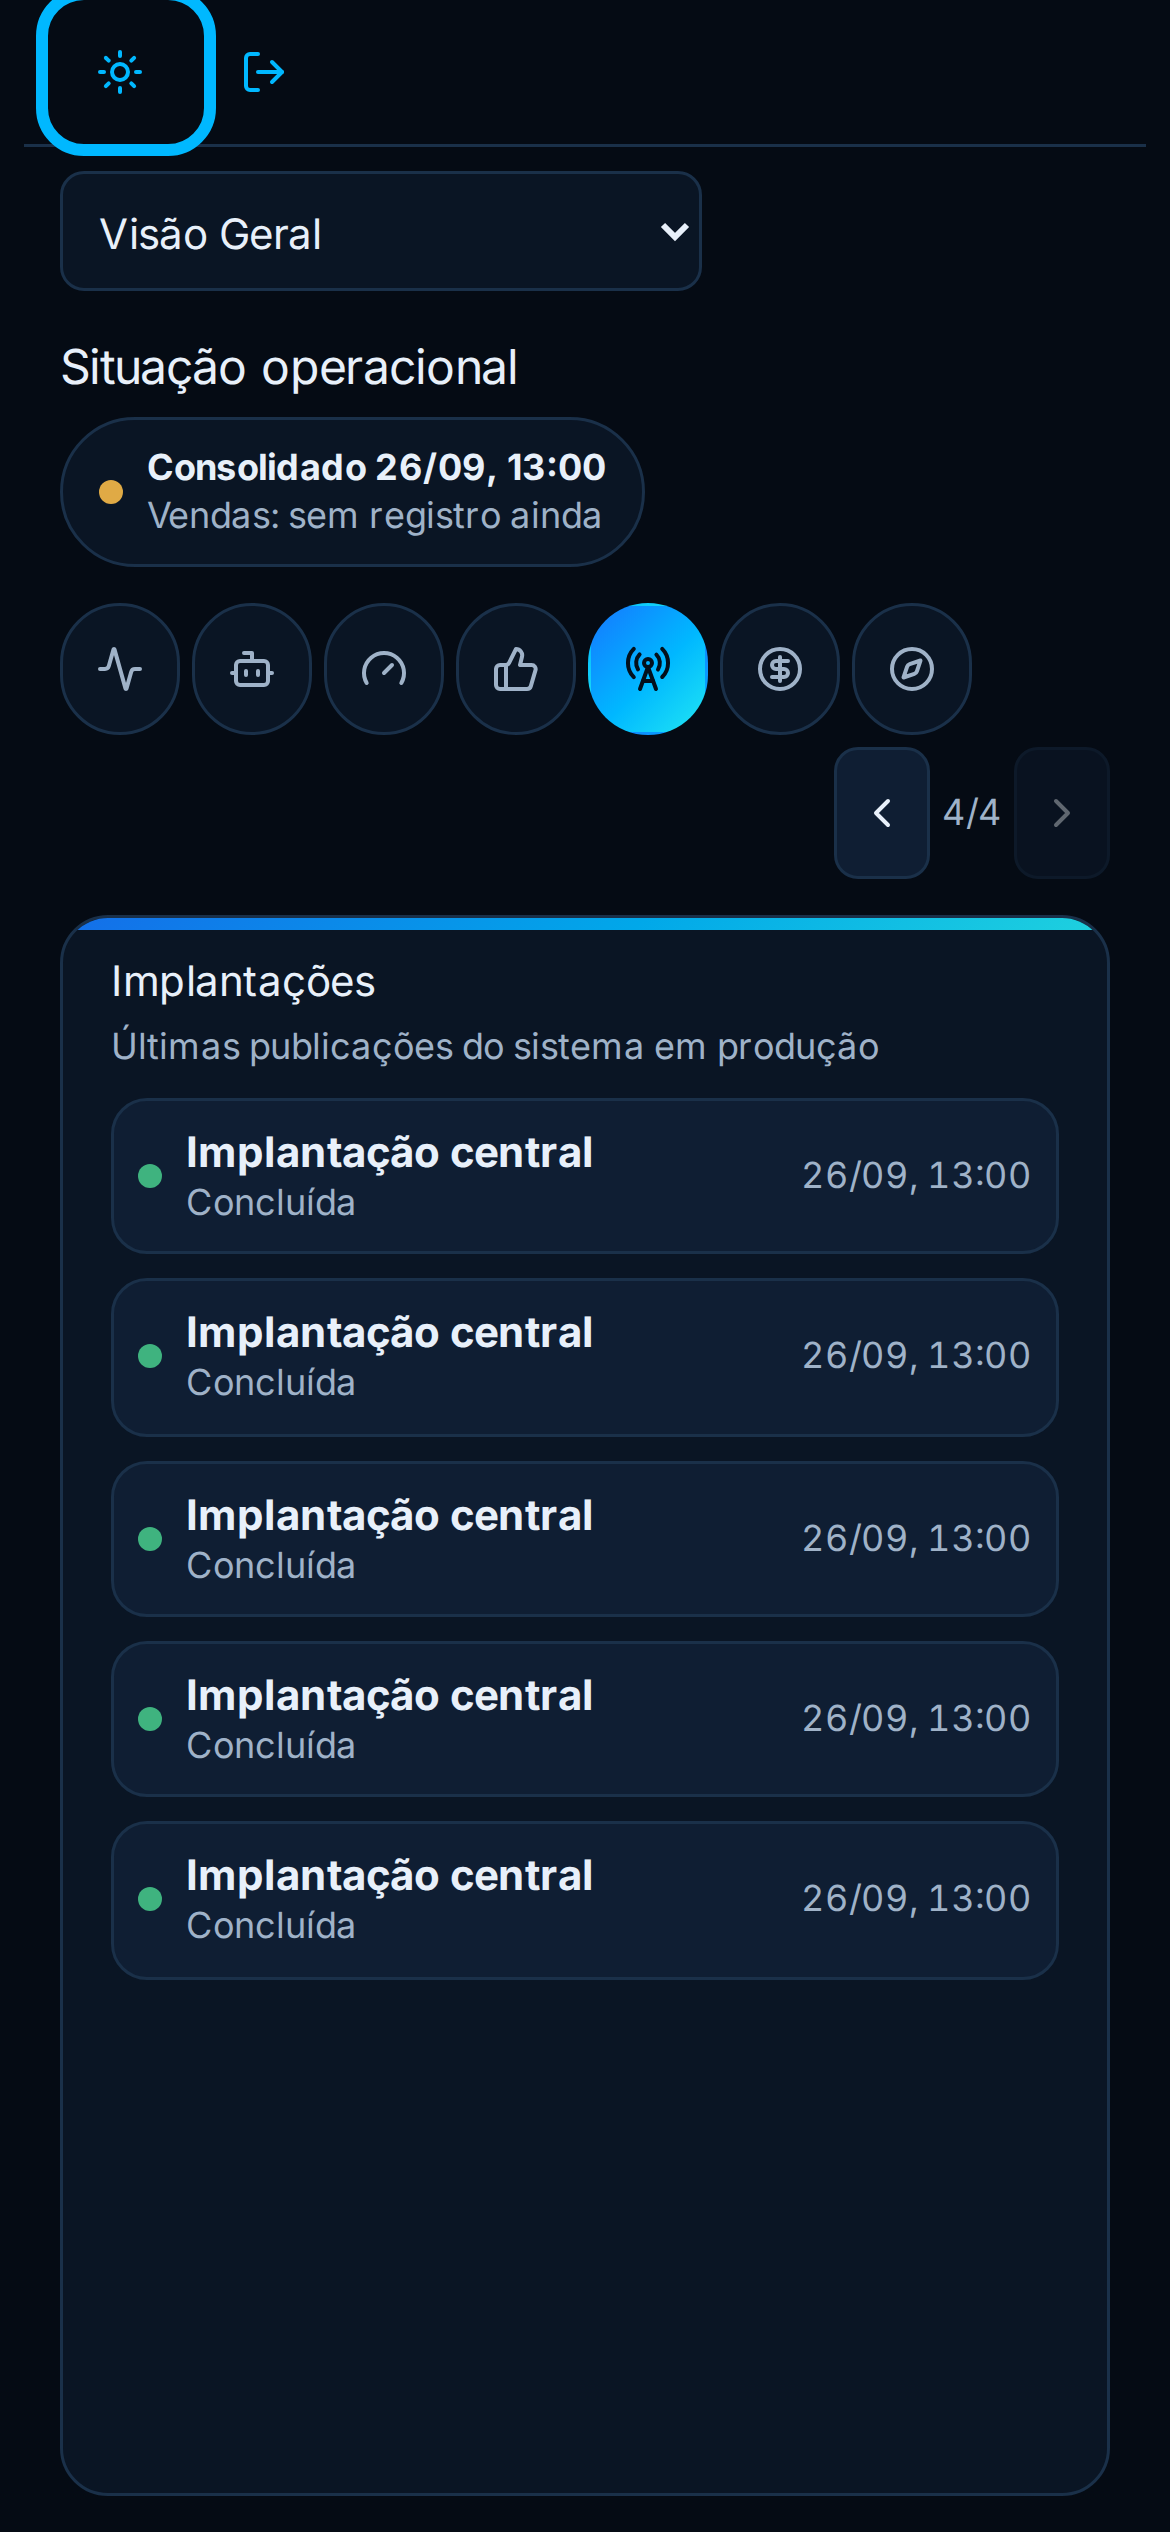 Visão Geral
Situação operacional
Consolidado 26/09, 13:00
Vendas: sem registro ainda
4/4
Implantações
Últimas publicações do sistema em produção
Implantação central
Concluída
26/09, 13:00
Implantação central
Concluída
26/09, 13:00
Implantação central
Concluída
26/09, 13:00
Implantação central
Concluída
26/09, 13:00
Implantação central
Concluída
26/09, 13:00